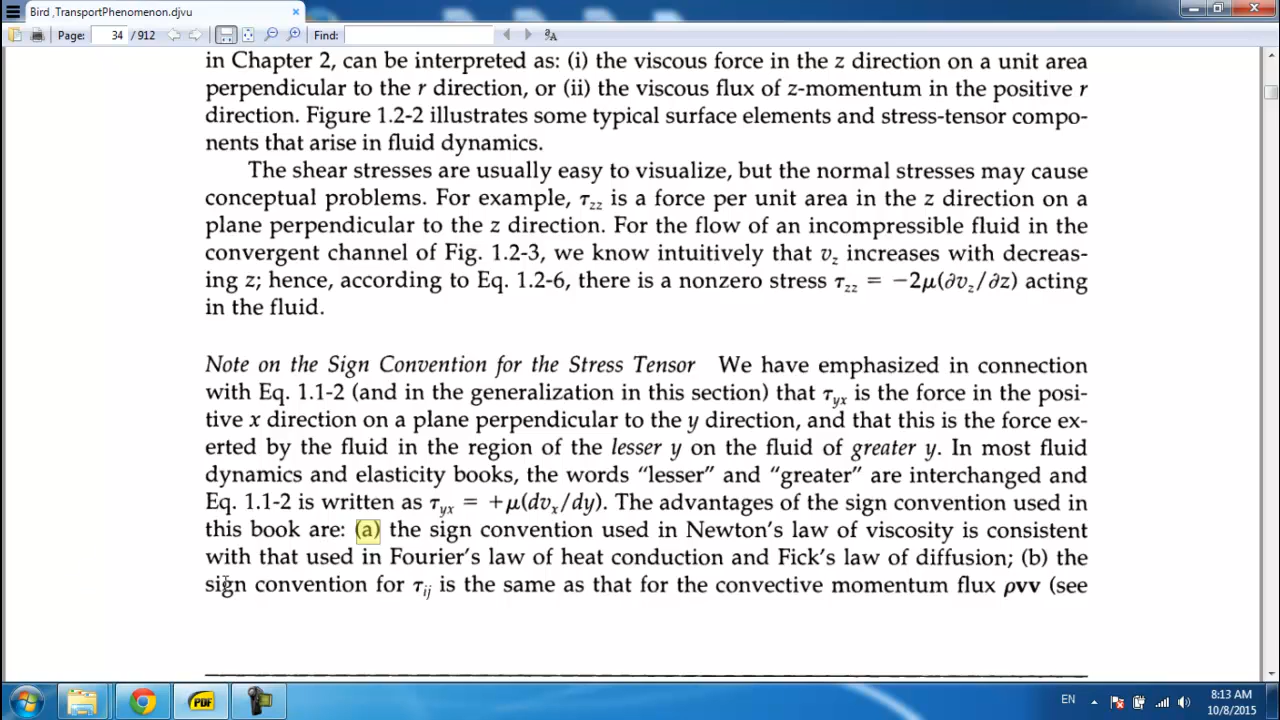 Bird ,TransportPhenomenon.djvu
Page: 34 / 912 Find:
in Chapter 2, can be interpreted as: (i) the viscous force in the z direction on a unit area
perpendicular to the r direction, or (ii) the viscous flux of z-momentum in the positive r
direction. Figure 1.2-2 illustrates some typical surface elements and stress-tensor compo-
nents that arise in fluid dynamics.
The shear stresses are usually easy to visualize, but the normal stresses may cause
conceptual problems. For example, τzz is a force per unit area in the z direction on a
plane perpendicular to the z direction. For the flow of an incompressible fluid in the
convergent channel of Fig. 1.2-3, we know intuitively that vz increases with decreas-
ing z; hence, according to Eq. 1.2-6, there is a nonzero stress τzz = −2μ(∂vz/∂z) acting
in the fluid.
Note on the Sign Convention for the Stress Tensor We have emphasized in connection
with Eq. 1.1-2 (and in the generalization in this section) that τyx is the force in the posi-
tive x direction on a plane perpendicular to the y direction, and that this is the force ex-
erted by the fluid in the region of the lesser y on the fluid of greater y. In most fluid
dynamics and elasticity books, the words “lesser” and “greater” are interchanged and
Eq. 1.1-2 is written as τyx = +μ(dvx/dy). The advantages of the sign convention used in
this book are: (a) the sign convention used in Newton’s law of viscosity is consistent
with that used in Fourier’s law of heat conduction and Fick’s law of diffusion; (b) the
sign convention for τij is the same as that for the convective momentum flux ρvv (see
PDF
EN
8:13 AM
10/8/2015